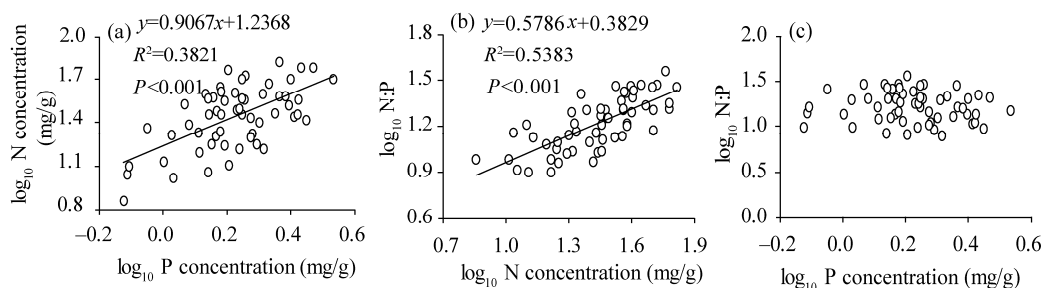 (a) y=0.9067x+1.2368
R²=0.3821
P<0.001
2.0
1.7
1.4
1.1
0.8
log₁₀ N concentration
(mg/g)
−0.2 0.0 0.2 0.4 0.6
log₁₀ P concentration (mg/g)
(b) y=0.5786x+0.3829
R²=0.5383
P<0.001
1.8
1.5
1.2
0.9
0.6
log₁₀ N:P
0.7 1.0 1.3 1.6 1.9
log₁₀ N concentration (mg/g)
(c)
2.0
1.5
1.0
0.5
0.0
log₁₀ N:P
−0.2 0.0 0.2 0.4 0.6
log₁₀ P concentration (mg/g)